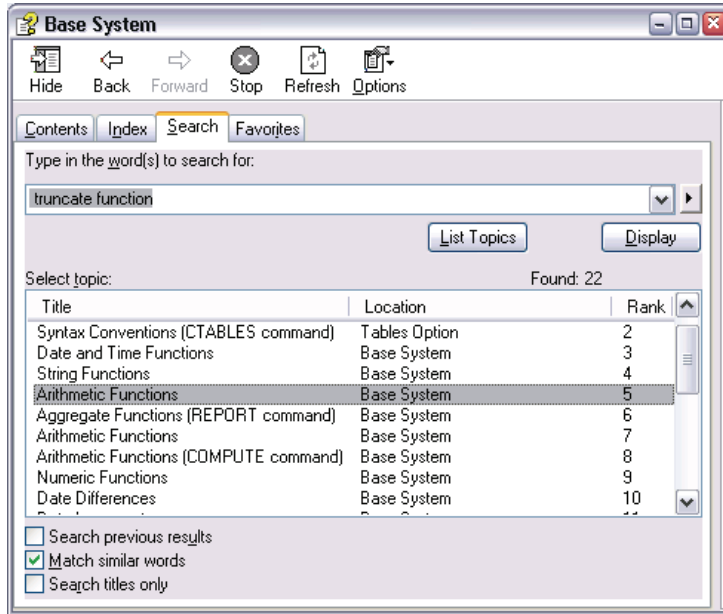 Base System
Hide Back Forward Stop Refresh Options
Contents Index Search Favorites
Type in the word(s) to search for:
truncate function
List Topics Display
Select topic: Found: 22
Title Location Rank
Syntax Conventions (CTABLES command) Tables Option 2
Date and Time Functions Base System 3
String Functions Base System 4
Arithmetic Functions Base System 5
Aggregate Functions (REPORT command) Base System 6
Arithmetic Functions Base System 7
Arithmetic Functions (COMPUTE command) Base System 8
Numeric Functions Base System 9
Date Differences Base System 10
Search previous results
Match similar words
Search titles only